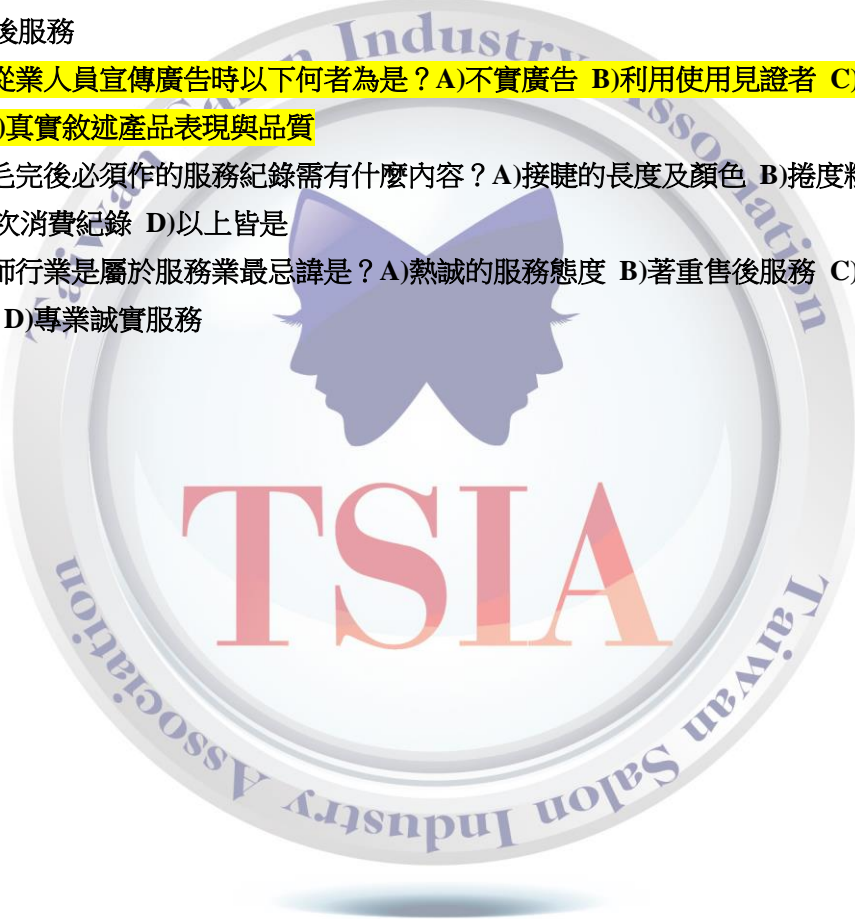 後服務
從業人員宣傳廣告時以下何者為是？A)不實廣告 B)利用使用見證者 C)
)真實敘述產品表現與品質
毛完後必須作的服務紀錄需有什麼內容？A)接睫的長度及顏色 B)捲度
次消費紀錄 D)以上皆是
師行業是屬於服務業最忌諱是？A)熱誠的服務態度 B)著重售後服務 C)
D)專業誠實服務
Taiwan Salon Industry Association
TSIA
Taiwan Salon Industry Association